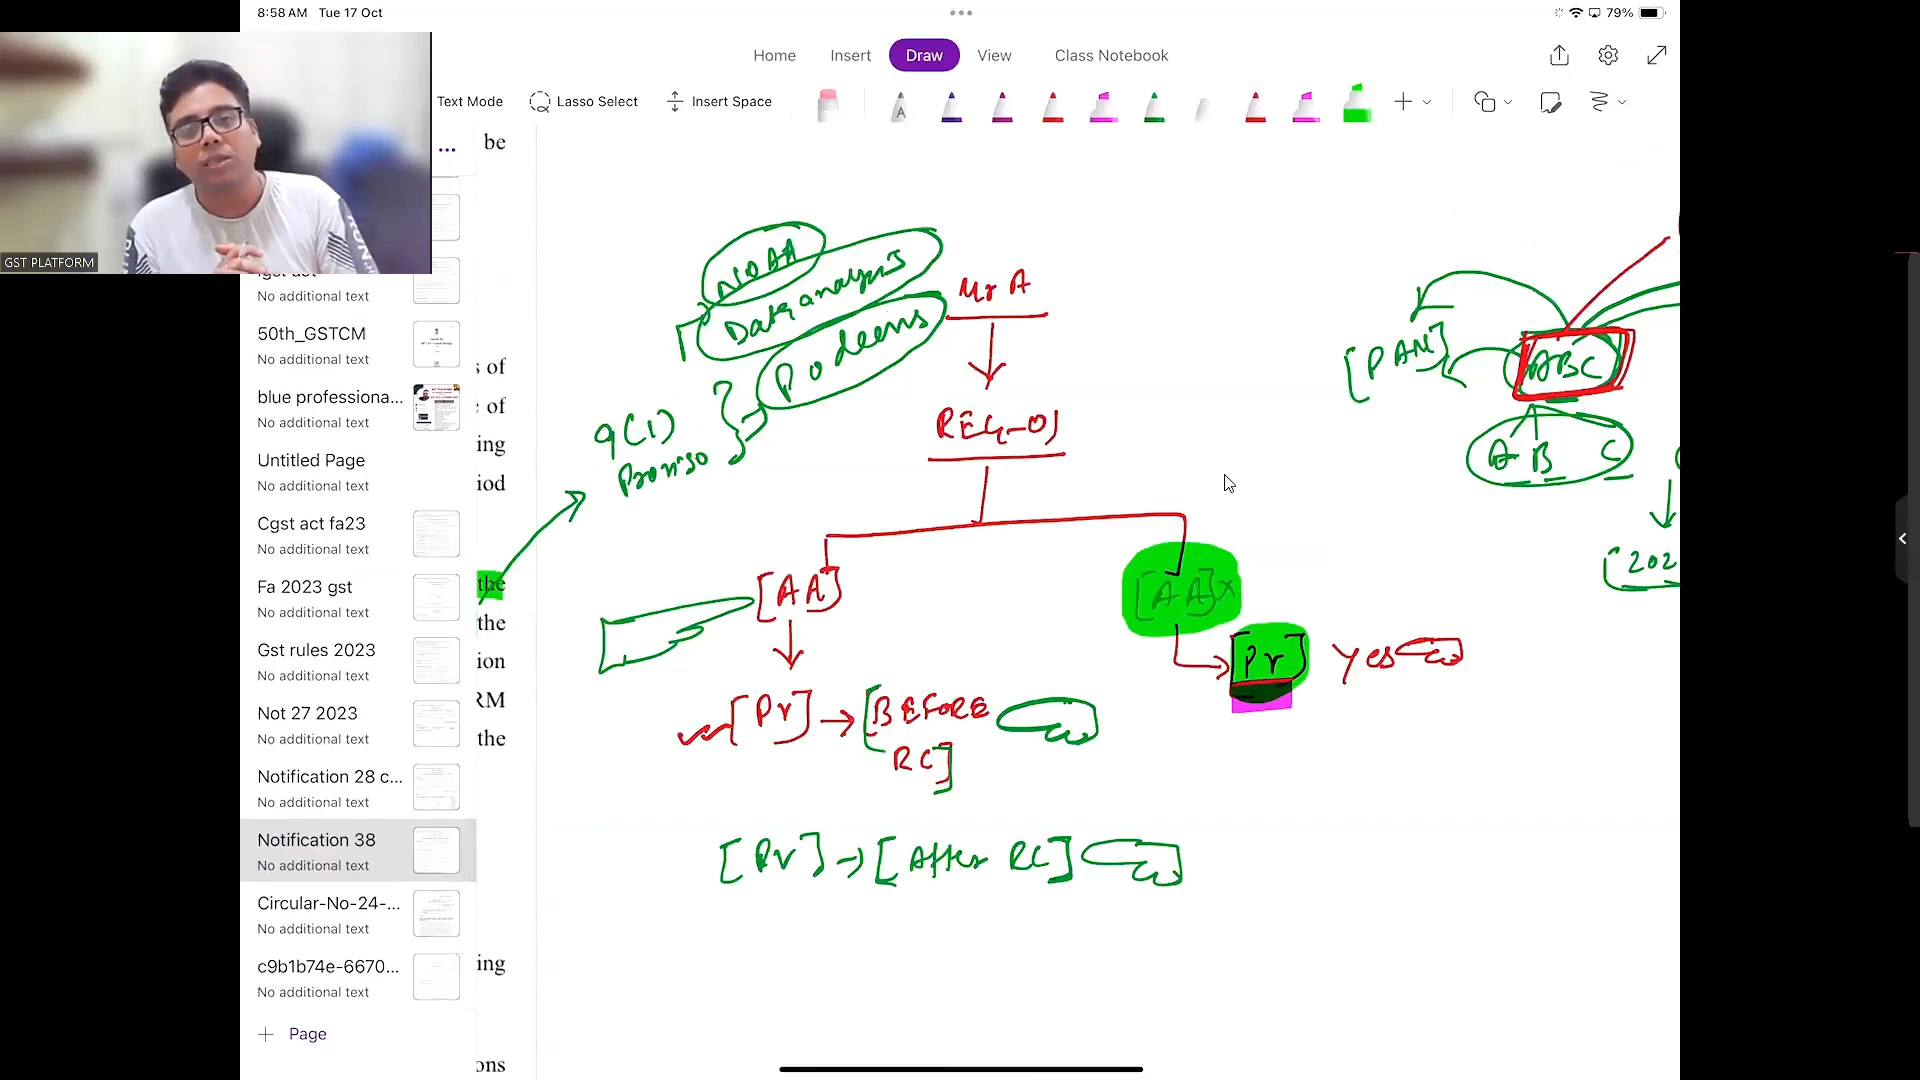 8:58 AM Tue 17 Oct
79%
Home Insert Draw View Class Notebook
Text Mode Lasso Select Insert Space
A
GST PLATFORM
No additional text
50th_GSTCM
No additional text
blue professiona...
No additional text
Untitled Page
No additional text
Cgst act fa23
No additional text
Fa 2023 gst
No additional text
Gst rules 2023
No additional text
Not 27 2023
No additional text
Notification 28 c...
No additional text
Notification 38
No additional text
Circular-No-24-...
No additional text
c9b1b74e-6670...
No additional text
+ Page
be
s of
e of
ing
iod
the
the
ion
RM
the
ing
ons
Data analysis
Mr A
9(1)
Proviso
REG-01
[AA]
[AA]x
[Pr] Yes
[Pr] → [BEFORE
RC]
[Pr] → [After RC]
[PAN]
ABC
A B C
[202